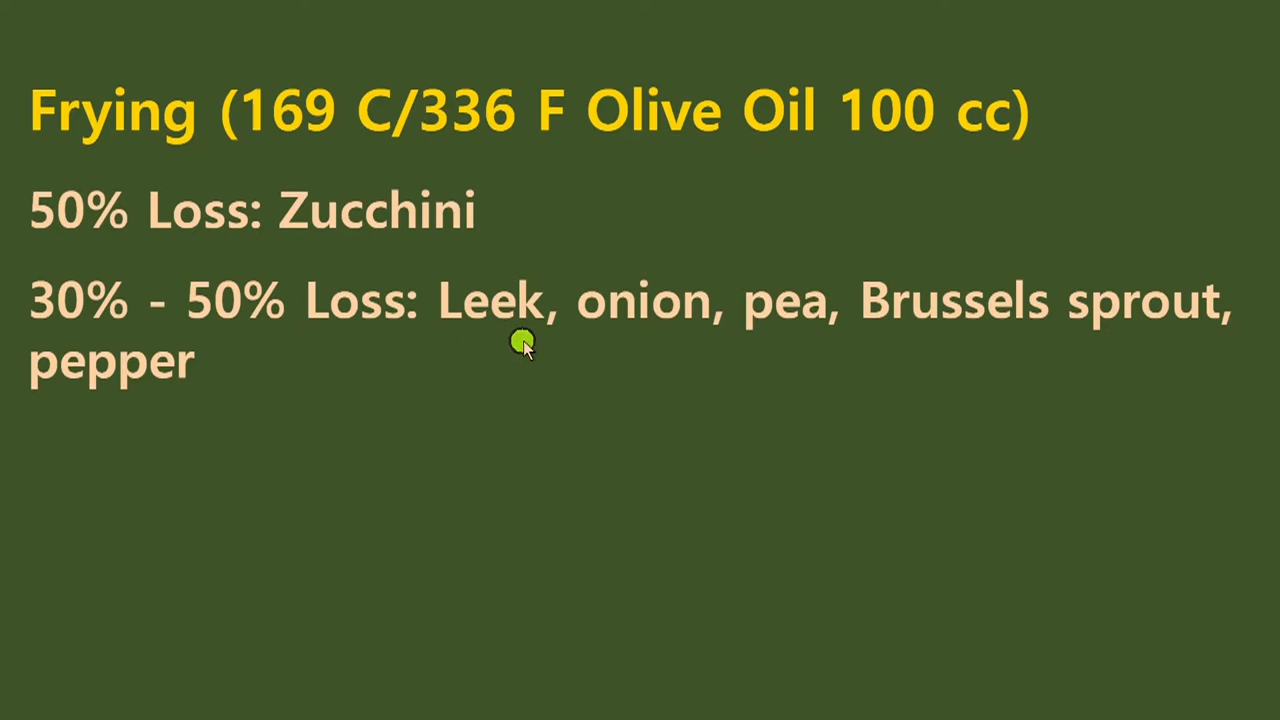 Frying (169 C/336 F Olive Oil 100 cc)
50% Loss: Zucchini
30% - 50% Loss: Leek, onion, pea, Brussels sprout,
pepper